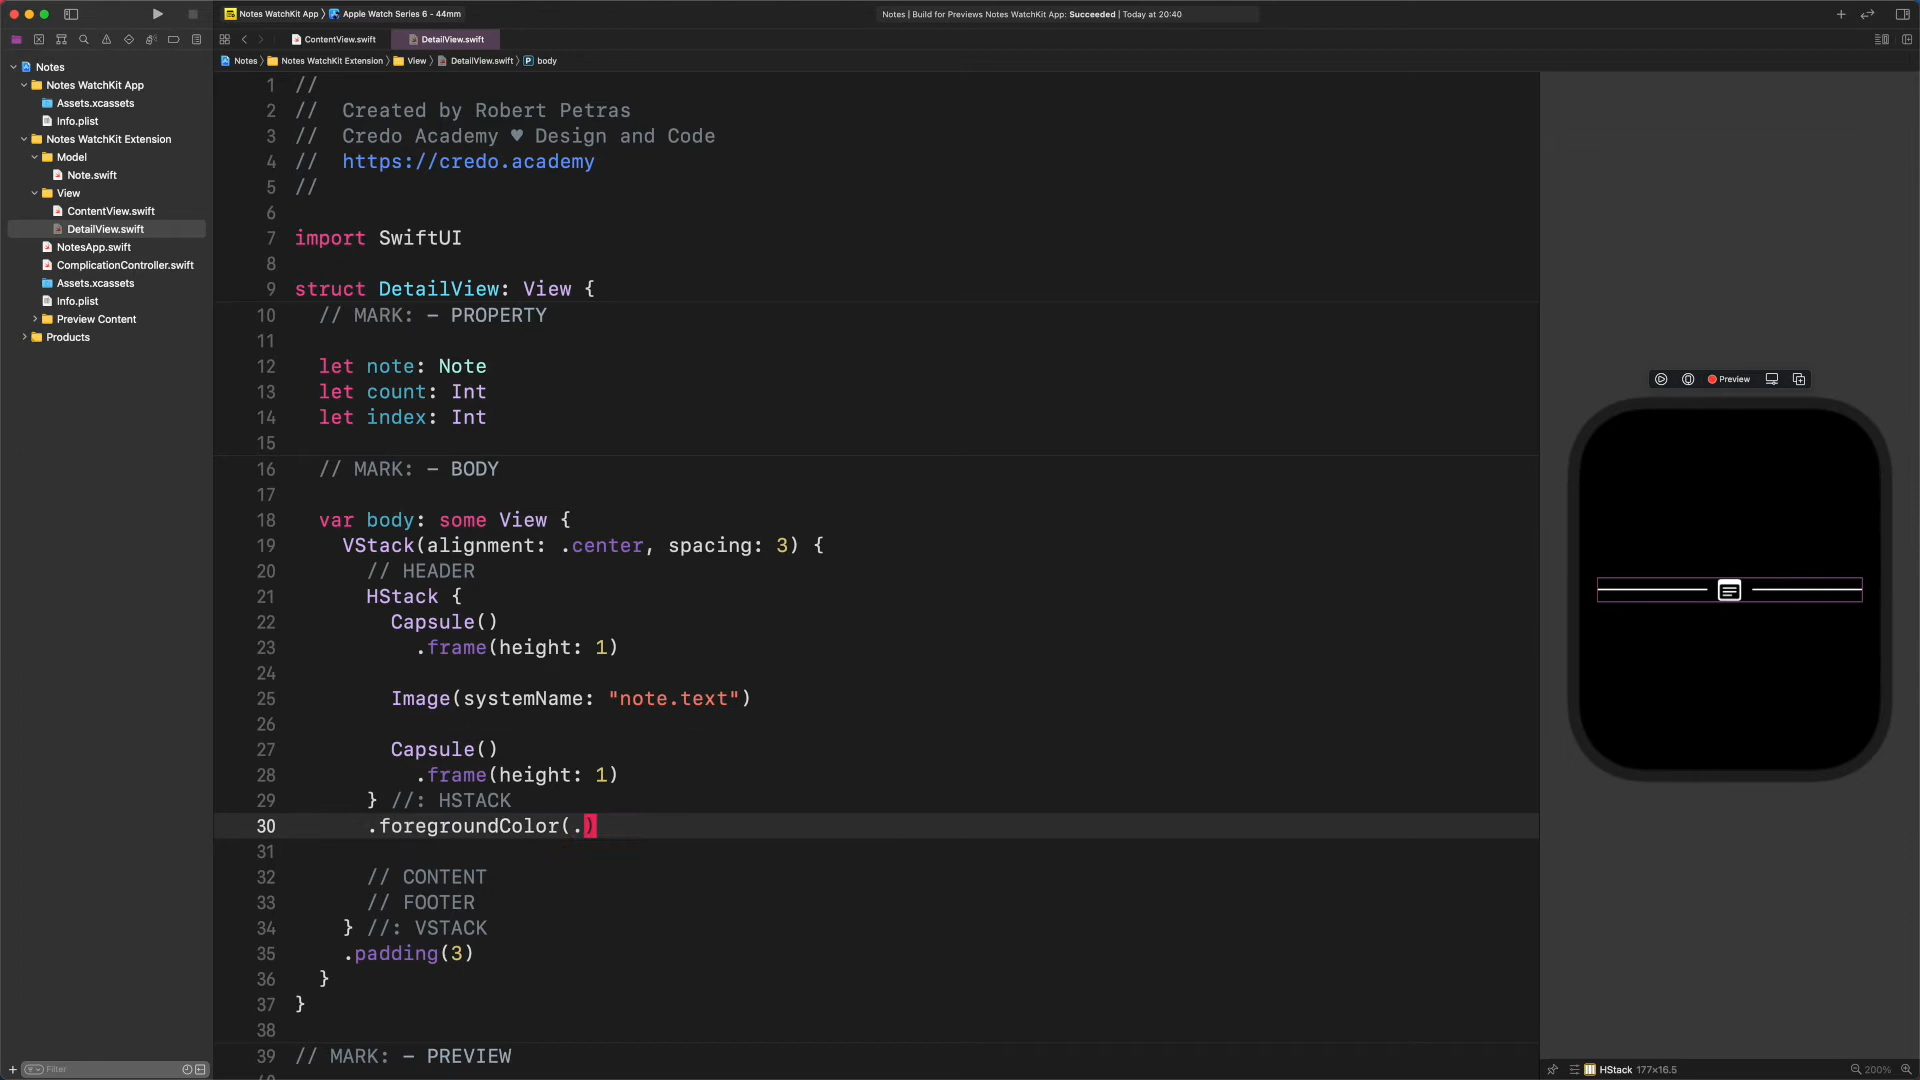 Notes WatchKit App
Apple Watch Series 6 - 44mm
Notes | Build for Previews Notes WatchKit App: Succeeded | Today at 20:40
ContentView.swift
DetailView.swift
Notes
Notes WatchKit Extension
View
DetailView.swift
P body
Notes
Notes WatchKit App
Assets.xcassets
Info.plist
Notes WatchKit Extension
Model
Note.swift
View
ContentView.swift
DetailView.swift
NotesApp.swift
ComplicationController.swift
Assets.xcassets
Info.plist
Preview Content
Products
Filter
1 //
2 // Created by Robert Petras
3 // Credo Academy ♥ Design and Code
4 // https://credo.academy
5 //
6
7 import SwiftUI
8
9 struct DetailView: View {
10 // MARK: - PROPERTY
11
12 let note: Note
13 let count: Int
14 let index: Int
15
16 // MARK: - BODY
17
18 var body: some View {
19 VStack(alignment: .center, spacing: 3) {
20 // HEADER
21 HStack {
22 Capsule()
23 .frame(height: 1)
24
25 Image(systemName: "note.text")
26
27 Capsule()
28 .frame(height: 1)
29 } //: HSTACK
30 .foregroundColor(.)
31
32 // CONTENT
33 // FOOTER
34 } //: VSTACK
35 .padding(3)
36 }
37 }
38
39 // MARK: - PREVIEW
Preview
HStack 177×16.5
200%